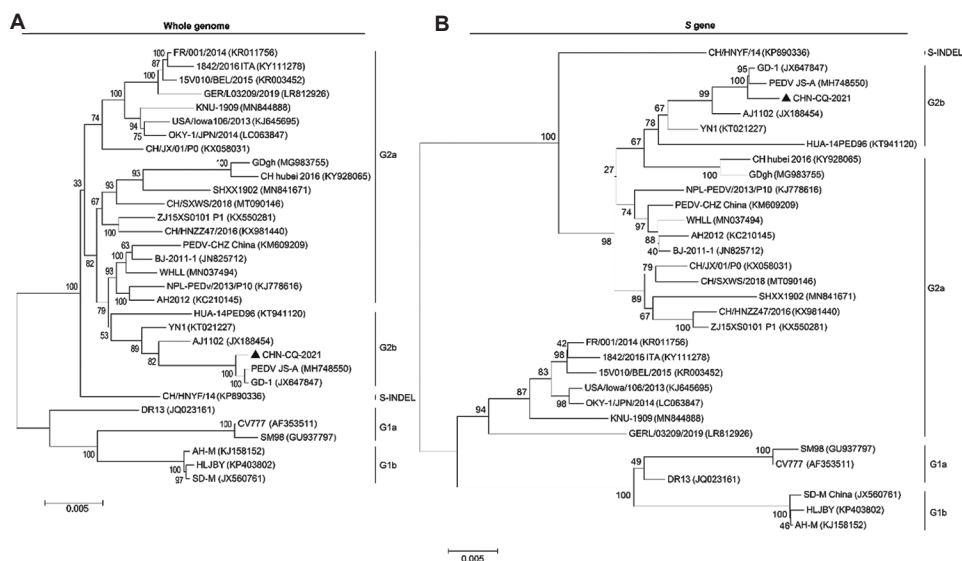 A
Whole genome
100
87
FR/001/2014 (KR011756)
1842/2016 ITA (KY111278)
100
15V010/BEL/2015 (KR003452)
GER/L03209/2019 (LR812926)
100
KNU-1909 (MN844888)
USA/Iowa106/2013 (KJ645695)
94
75
OKY-1/JPN/2014 (LC063847)
74
CH/JX/01/P0 (KX058031)
GDgh (MG983755)
100
CH hubei 2016 (KY928065)
93
33
SHXX1902 (MN841671)
93
CH/SXWS/2018 (MT090146)
67
ZJ15XS0101 P1 (KX550281)
100
CH/HNZZ47/2016 (KX981440)
82
63
PEDV-CHZ China (KM609209)
100
BJ-2011-1 (JN825712)
93
WHLL (MN037494)
100
NPL-PEDv/2013/P10 (KJ778616)
100
AH2012 (KC210145)
79
HUA-14PED96 (KT941120)
53
YN1 (KT021227)
89
AJ1102 (JX188454)
82
▲ CHN-CQ-2021
100
PEDV JS-A (MH748550)
100
GD-1 (JX647847)
CH/HNYF/14 (KP890336)
DR13 (JQ023161)
CV777 (AF353511)
100
SM98 (GU937797)
100
AH-M (KJ158152)
100
HLJBY (KP403802)
97
SD-M (JX560761)
G2a
G2b
S-INDEL
G1a
G1b
0.005
B
S gene
CH/HNYF/14 (KP890336)
95
GD-1 (JX647847)
PEDV JS-A (MH748550)
99
▲ CHN-CQ-2021
67
AJ1102 (JX188454)
78
YN1 (KT021227)
100
67
HUA-14PED96 (KT941120)
CH hubei 2016 (KY928065)
27
100
GDgh (MG983755)
NPL-PEDV/2013/P10 (KJ778616)
74
PEDV-CHZ China (KM609209)
97
WHLL (MN037494)
88
AH2012 (KC210145)
98
40
BJ-2011-1 (JN825712)
79
CH/JX/01/P0 (KX058031)
CH/SXWS/2018 (MT090146)
89
SHXX1902 (MN841671)
67
CH/HNZZ47/2016 (KX981440)
100
ZJ15XS0101 P1 (KX550281)
42
FR/001/2014 (KR011756)
98
1842/2016 ITA (KY111278)
83
15V010/BEL/2015 (KR003452)
USA/Iowa/106/2013 (KJ645695)
87
98
OKY-1/JPN/2014 (LC063847)
94
KNU-1909 (MN844888)
GERL/03209/2019 (LR812926)
100
SM98 (GU937797)
49
CV777 (AF353511)
DR13 (JQ023161)
100
SD-M China (JX560761)
100
HLJBY (KP403802)
46
AH-M (KJ158152)
S-INDEL
G2b
G2a
G1a
G1b
0.005